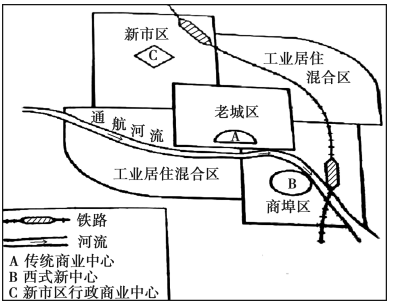 新市区
C
工业居住
混合区
老城区
通航河流
A
工业居住混合区
B
商埠区
铁路
河流
A 传统商业中心
B 西式新中心
C 新市区行政商业中心